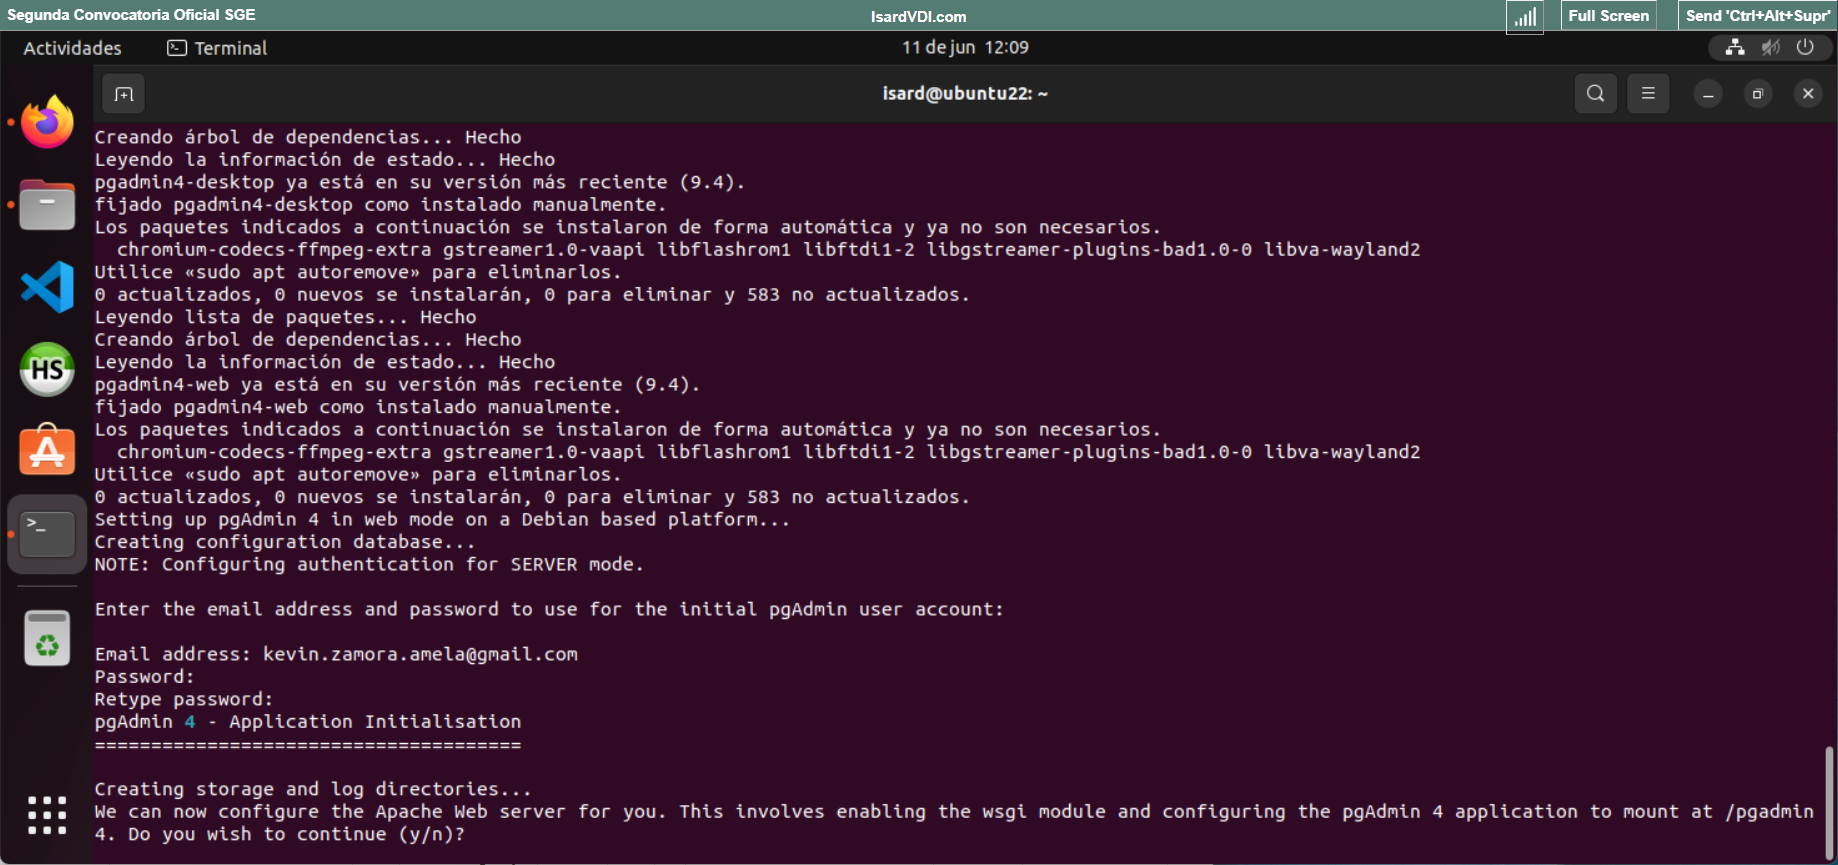 Segunda Convocatoria Oficial SGE
IsardVDI.com
Full Screen
Send 'Ctrl+Alt+Supr'
Actividades
Terminal
11 de jun 12:09
isard@ubuntu22: ~
Creando árbol de dependencias... Hecho
Leyendo la información de estado... Hecho
pgadmin4-desktop ya está en su versión más reciente (9.4).
fijado pgadmin4-desktop como instalado manualmente.
Los paquetes indicados a continuación se instalaron de forma automática y ya no son necesarios.
chromium-codecs-ffmpeg-extra gstreamer1.0-vaapi libflashrom1 libftdi1-2 libgstreamer-plugins-bad1.0-0 libva-wayland2
Utilice «sudo apt autoremove» para eliminarlos.
0 actualizados, 0 nuevos se instalarán, 0 para eliminar y 583 no actualizados.
Leyendo lista de paquetes... Hecho
Creando árbol de dependencias... Hecho
Leyendo la información de estado... Hecho
pgadmin4-web ya está en su versión más reciente (9.4).
fijado pgadmin4-web como instalado manualmente.
Los paquetes indicados a continuación se instalaron de forma automática y ya no son necesarios.
chromium-codecs-ffmpeg-extra gstreamer1.0-vaapi libflashrom1 libftdi1-2 libgstreamer-plugins-bad1.0-0 libva-wayland2
Utilice «sudo apt autoremove» para eliminarlos.
0 actualizados, 0 nuevos se instalarán, 0 para eliminar y 583 no actualizados.
Setting up pgAdmin 4 in web mode on a Debian based platform...
Creating configuration database...
NOTE: Configuring authentication for SERVER mode.
Enter the email address and password to use for the initial pgAdmin user account:
Email address: kevin.zamora.amela@gmail.com
Password:
Retype password:
pgAdmin 4 - Application Initialisation
======================================
Creating storage and log directories...
We can now configure the Apache Web server for you. This involves enabling the wsgi module and configuring the pgAdmin 4 application to mount at /pgadmin
4. Do you wish to continue (y/n)?
HS